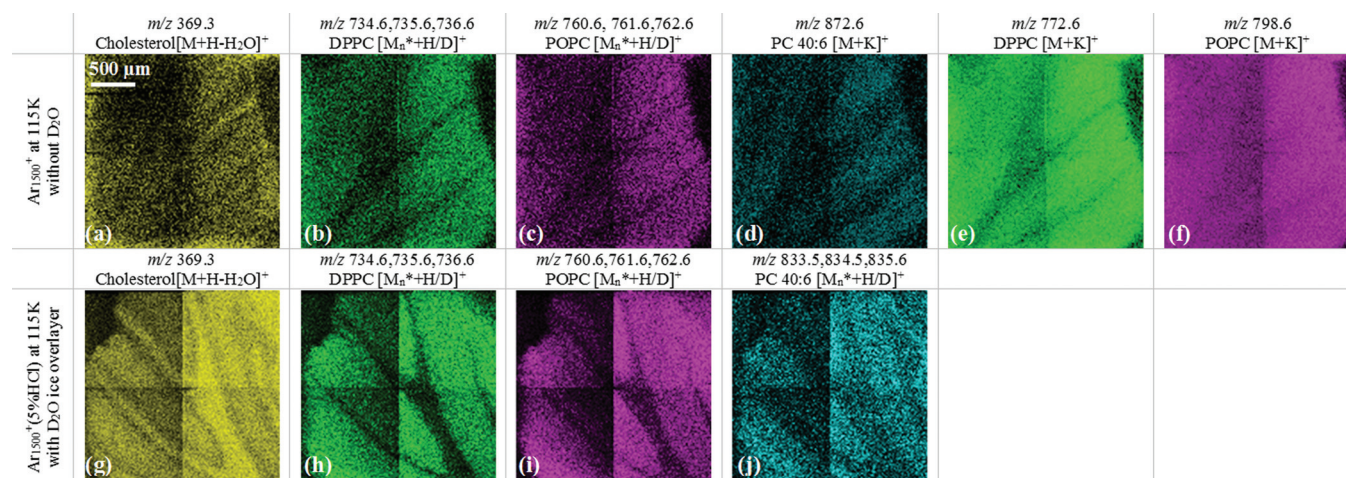 m/z 369.3
Cholesterol[M+H-H₂O]⁺
m/z 734.6,735.6,736.6
DPPC [Mₙ*+H/D]⁺
m/z 760.6, 761.6,762.6
POPC [Mₙ*+H/D]⁺
m/z 872.6
PC 40:6 [M+K]⁺
m/z 772.6
DPPC [M+K]⁺
m/z 798.6
POPC [M+K]⁺
Ar₁₅₀₀⁺ at 115K
without D₂O
500 µm
(a)
(b)
(c)
(d)
(e)
(f)
m/z 369.3
Cholesterol[M+H-H₂O]⁺
m/z 734.6,735.6,736.6
DPPC [Mₙ*+H/D]⁺
m/z 760.6,761.6,762.6
POPC [Mₙ*+H/D]⁺
m/z 833.5,834.5,835.6
PC 40:6 [Mₙ*+H/D]⁺
Ar₁₅₀₀⁺(5%HCl) at 115K
with D₂O ice overlayer
(g)
(h)
(i)
(j)